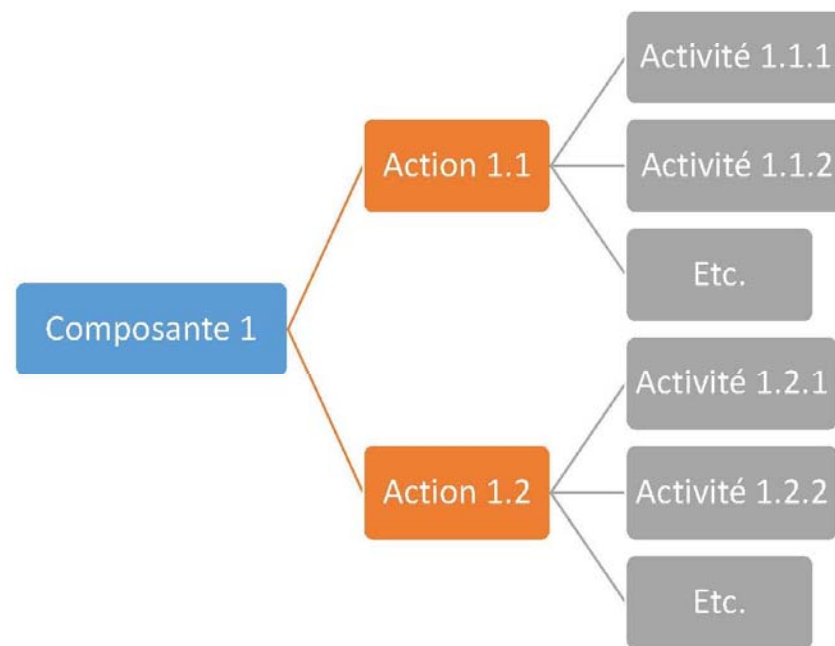 Composante 1
Action 1.1
Activité 1.1.1
Activité 1.1.2
Etc.
Action 1.2
Activité 1.2.1
Activité 1.2.2
Etc.